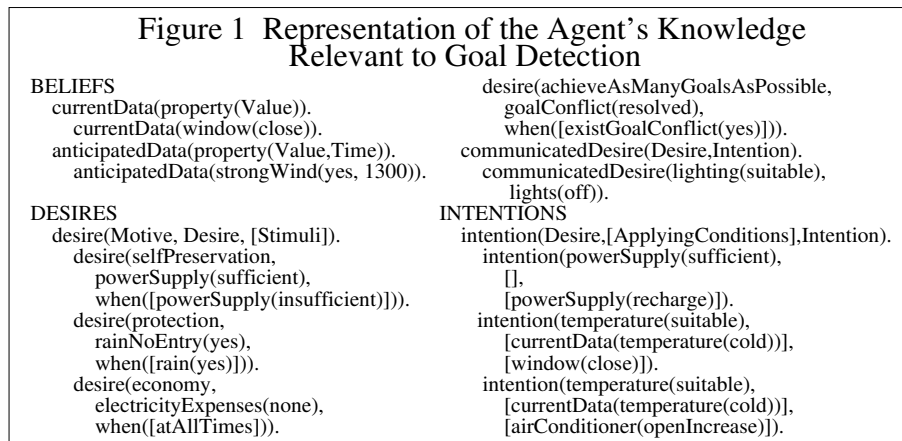 Figure 1 Representation of the Agent's Knowledge
Relevant to Goal Detection
BELIEFS
currentData(property(Value)).
currentData(window(close)).
anticipatedData(property(Value,Time)).
anticipatedData(strongWind(yes, 1300)).
DESIRES
desire(Motive, Desire, [Stimuli]).
desire(selfPreservation,
powerSupply(sufficient),
when([powerSupply(insufficient)])).
desire(protection,
rainNoEntry(yes),
when([rain(yes)])).
desire(economy,
electricityExpenses(none),
when([atAllTimes])).
desire(achieveAsManyGoalsAsPossible,
goalConflict(resolved),
when([existGoalConflict(yes)])).
communicatedDesire(Desire,Intention).
communicatedDesire(lighting(suitable),
lights(off)).
INTENTIONS
intention(Desire,[ApplyingConditions],Intention).
intention(powerSupply(sufficient),
[],
[powerSupply(recharge)]).
intention(temperature(suitable),
[currentData(temperature(cold))],
[window(close)]).
intention(temperature(suitable),
[currentData(temperature(cold))],
[airConditioner(openIncrease)]).